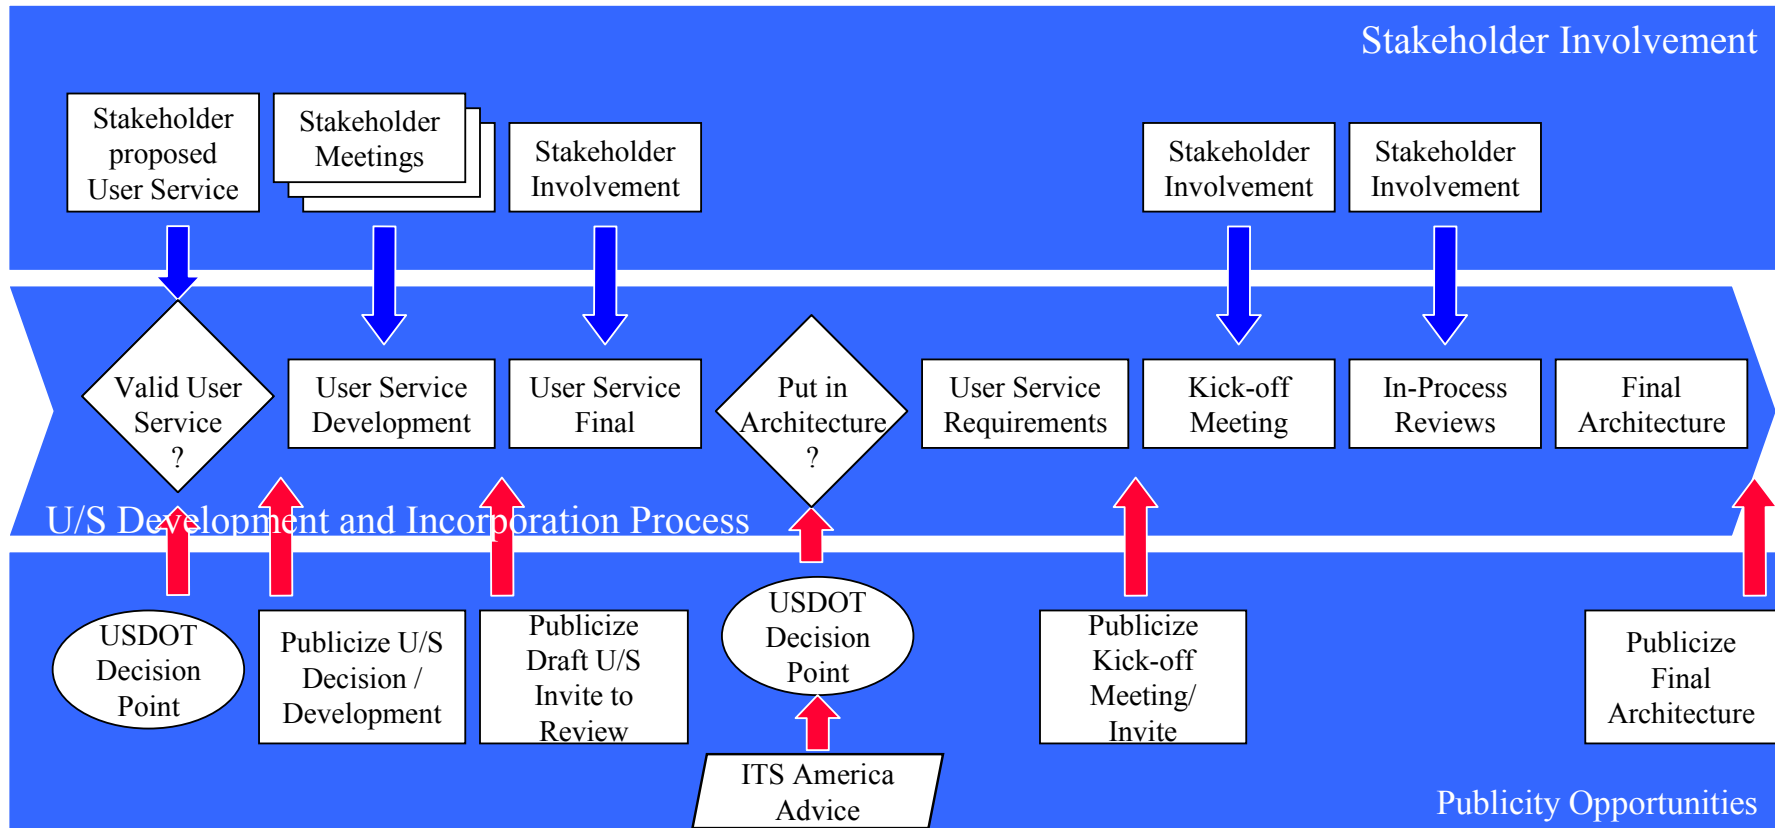 Stakeholder Involvement
Stakeholder
proposed
User Service
Stakeholder
Meetings
Stakeholder
Involvement
Stakeholder
Involvement
Stakeholder
Involvement
Valid User
Service
?
User Service
Development
User Service
Final
Put in
Architecture
?
User Service
Requirements
Kick-off
Meeting
In-Process
Reviews
Final
Architecture
U/S Development and Incorporation Process
USDOT
Decision
Point
Publicize U/S
Decision /
Development
Publicize
Draft U/S
Invite to
Review
USDOT
Decision
Point
ITS America
Advice
Publicize
Kick-off
Meeting/
Invite
Publicize
Final
Architecture
Publicity Opportunities